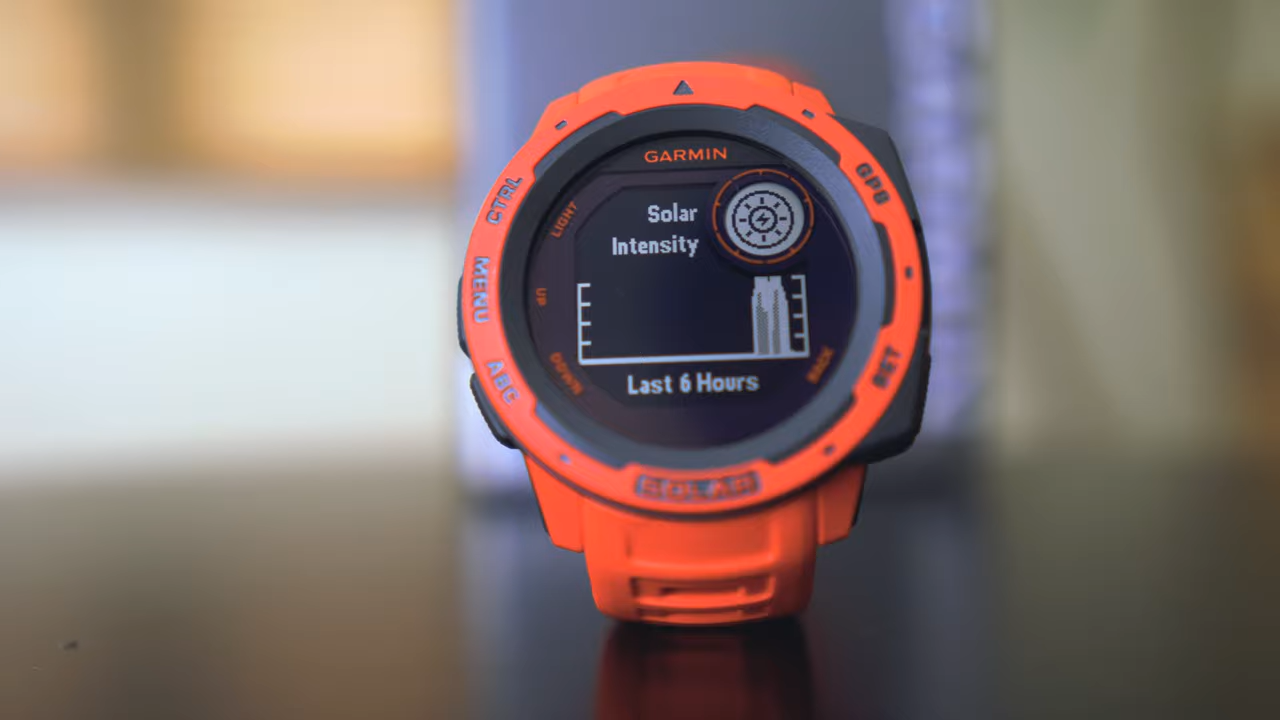 GARMIN
CTRL
LIGHT
GPS
Solar
Intensity
MENU
UP
ABC
DOWN
BACK
SET
Last 6 Hours
SOLAR